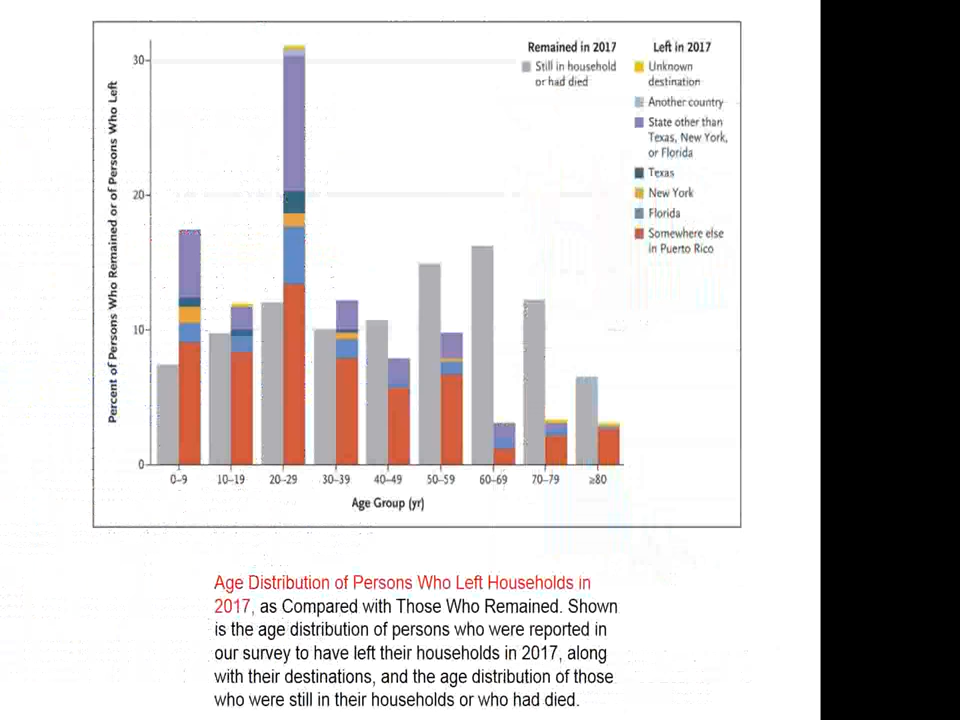 Percent of Persons Who Remained or of Persons Who Left
30
20
10
0
Remained in 2017
Still in household
or had died
Left in 2017
Unknown
destination
Another country
State other than
Texas, New York,
or Florida
Texas
New York
Florida
Somewhere else
in Puerto Rico
0–9
10–19
20–29
30–39
40–49
50–59
60–69
70–79
≥80
Age Group (yr)
Age Distribution of Persons Who Left Households in
2017, as Compared with Those Who Remained. Shown
is the age distribution of persons who were reported in
our survey to have left their households in 2017, along
with their destinations, and the age distribution of those
who were still in their households or who had died.